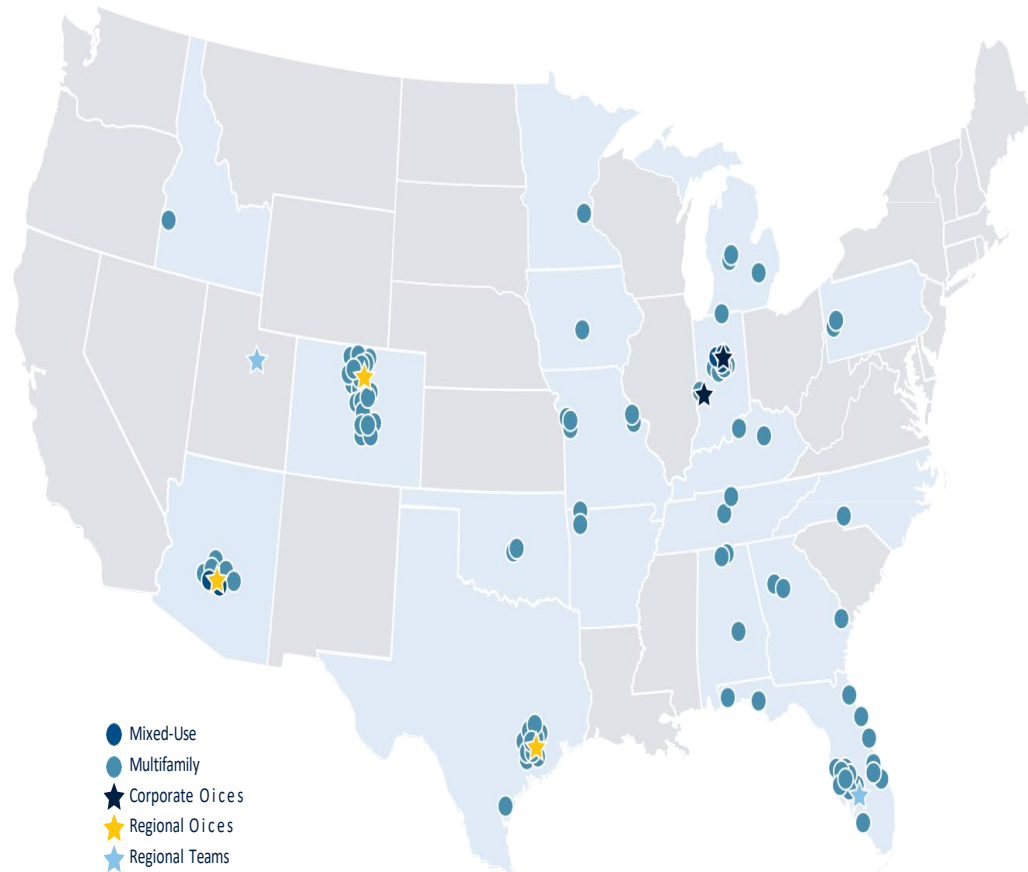 Mixed-Use
Multifamily
Corporate Oices
Regional Oices
Regional Teams